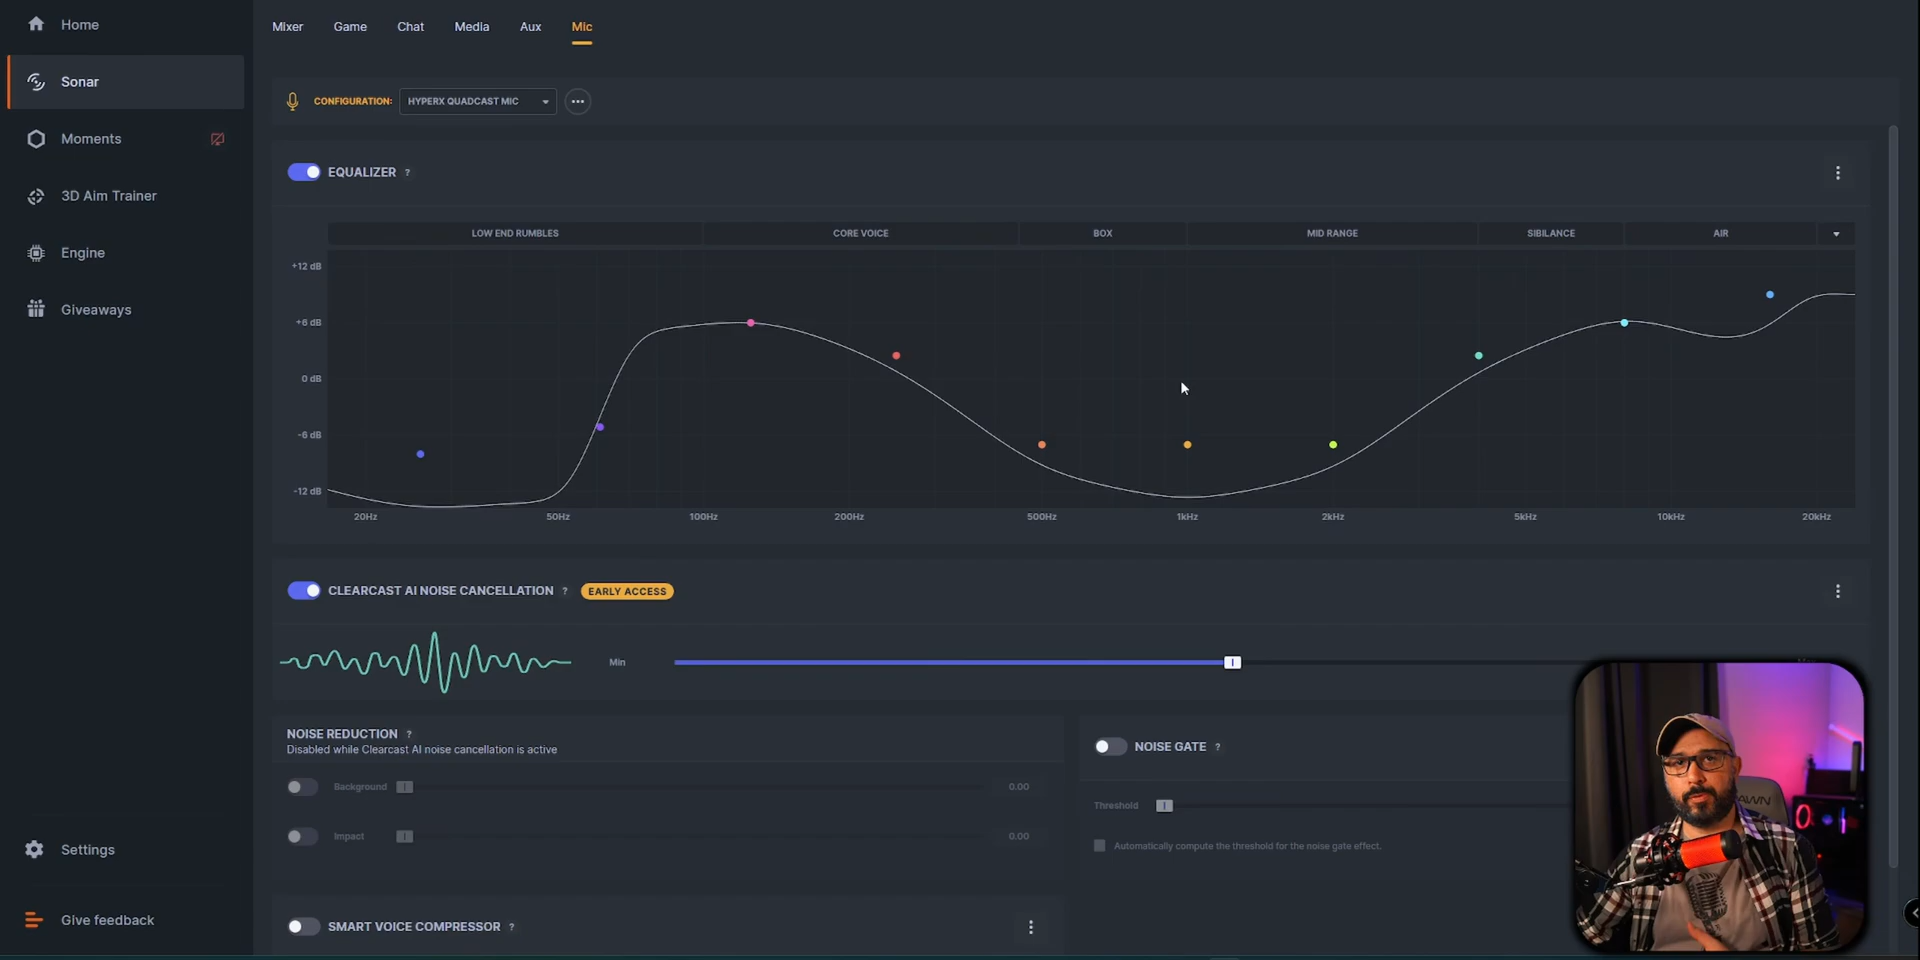 Home
Sonar
Moments
3D Aim Trainer
Engine
Giveaways
Settings
Give feedback
Mixer Game Chat Media Aux Mic
CONFIGURATION: HYPERX QUADCAST MIC
EQUALIZER ?
LOW END RUMBLES CORE VOICE BOX MID RANGE SIBILANCE AIR
+12 dB
+6 dB
0 dB
-6 dB
-12 dB
20Hz 50Hz 100Hz 200Hz 500Hz 1kHz 2kHz 5kHz 10kHz 20kHz
CLEARCAST AI NOISE CANCELLATION ? EARLY ACCESS
Min
NOISE REDUCTION ?
Disabled while Clearcast AI noise cancellation is active
Background 0.00
Impact 0.00
NOISE GATE ?
Threshold
Automatically compute the threshold for the noise gate effect.
SMART VOICE COMPRESSOR ?